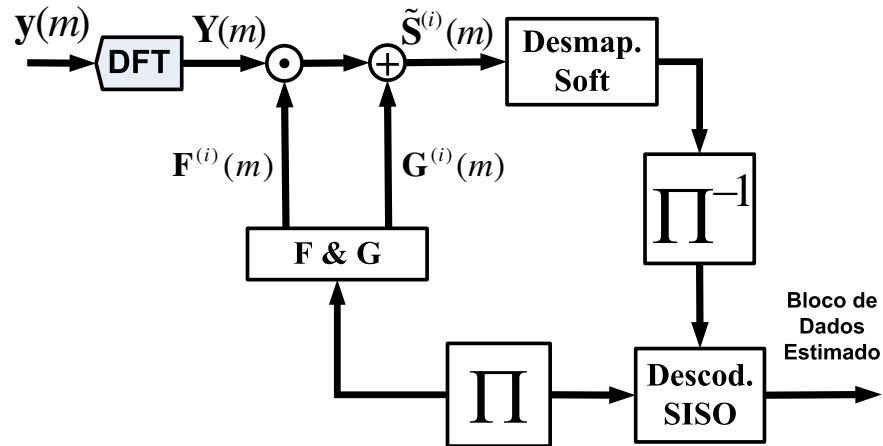 y(m)
DFT
Y(m)
S̃⁽ⁱ⁾(m)
Desmap.
Soft
F⁽ⁱ⁾(m)
G⁽ⁱ⁾(m)
∏⁻¹
F & G
Bloco de
Dados
Estimado
∏
Descod.
SISO